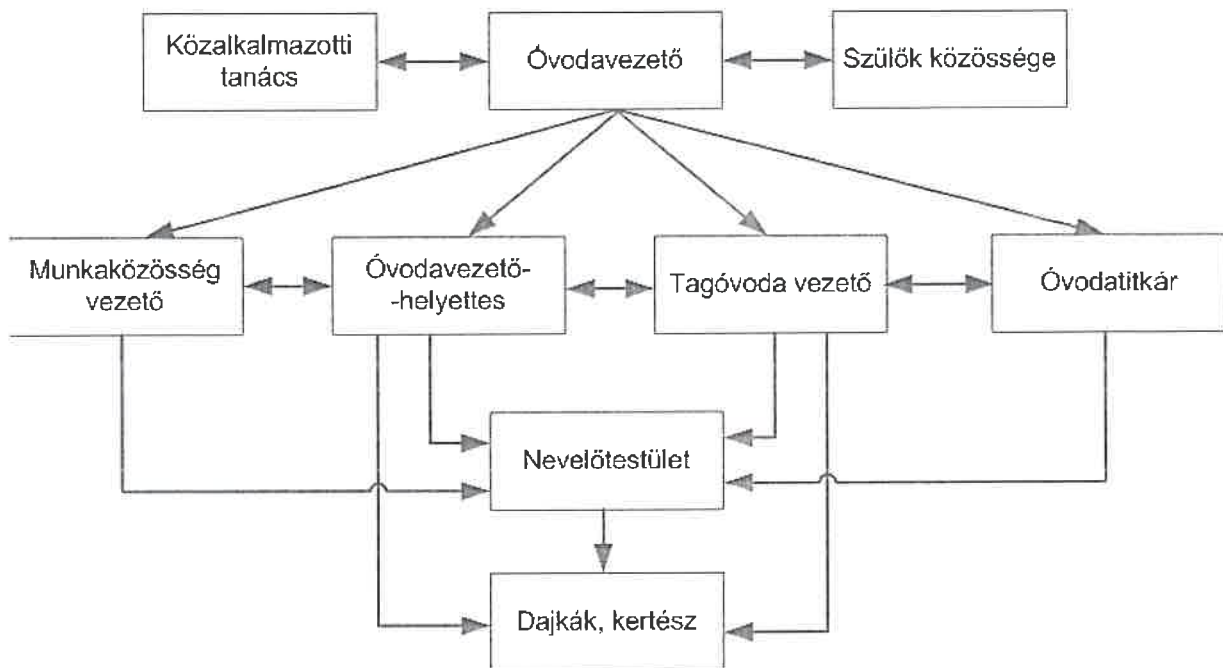 Közalkalmazotti
tanács
Óvodavezető
Szülők közössége
Munkaközösség
vezető
Óvodavezető-
-helyettes
Tagóvoda vezető
Óvodatitkár
Nevelőtestület
Dajkák, kertész